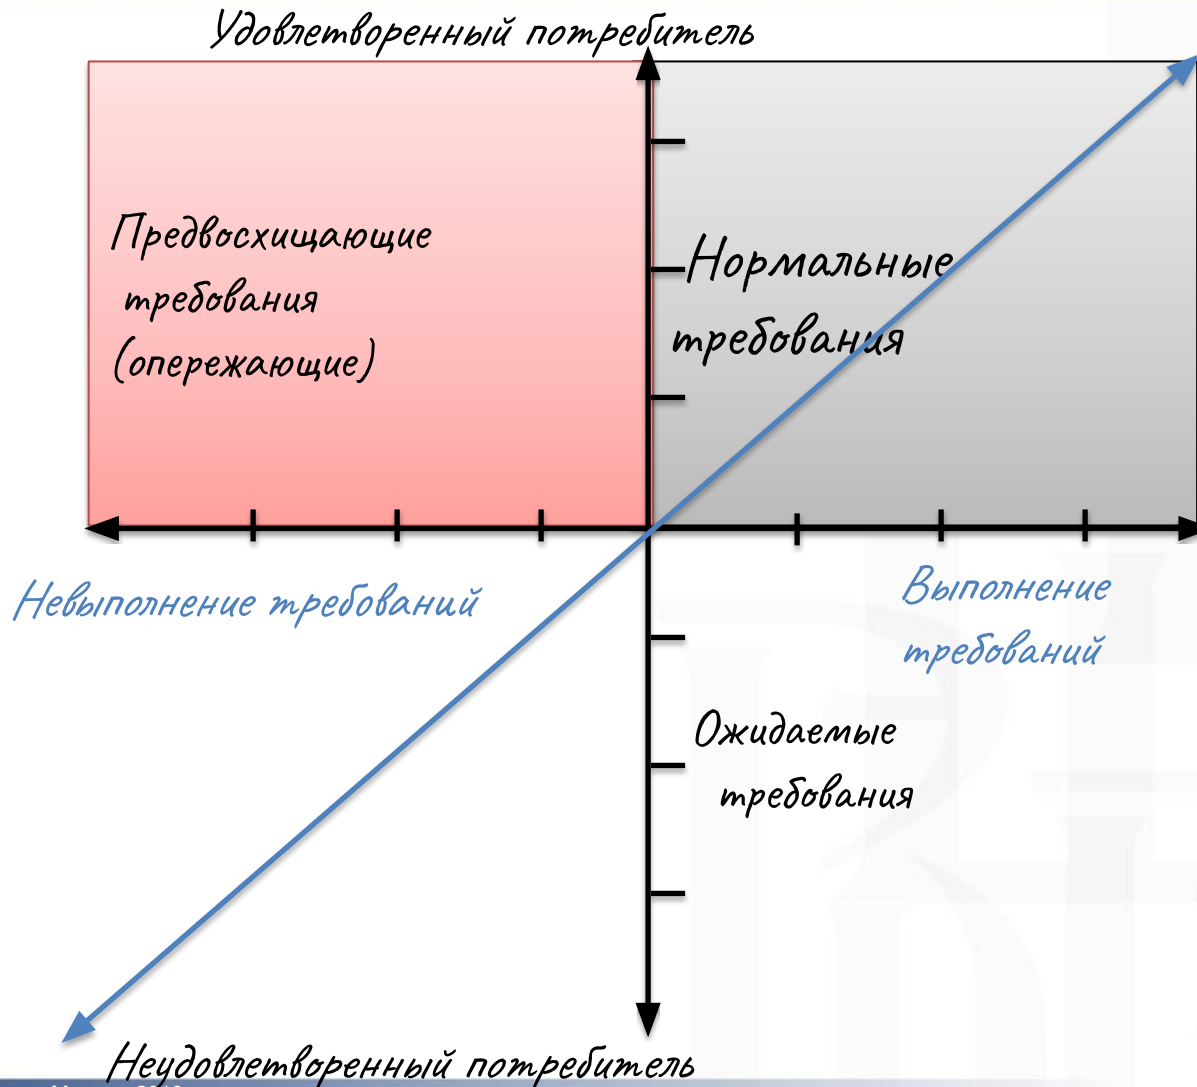 Удовлетворенный потребитель
Предвосхищающие
требования
(опережающие)
Нормальные
требования
Невыполнение требований
Выполнение
требований
Ожидаемые
требования
Неудовлетворенный потребитель